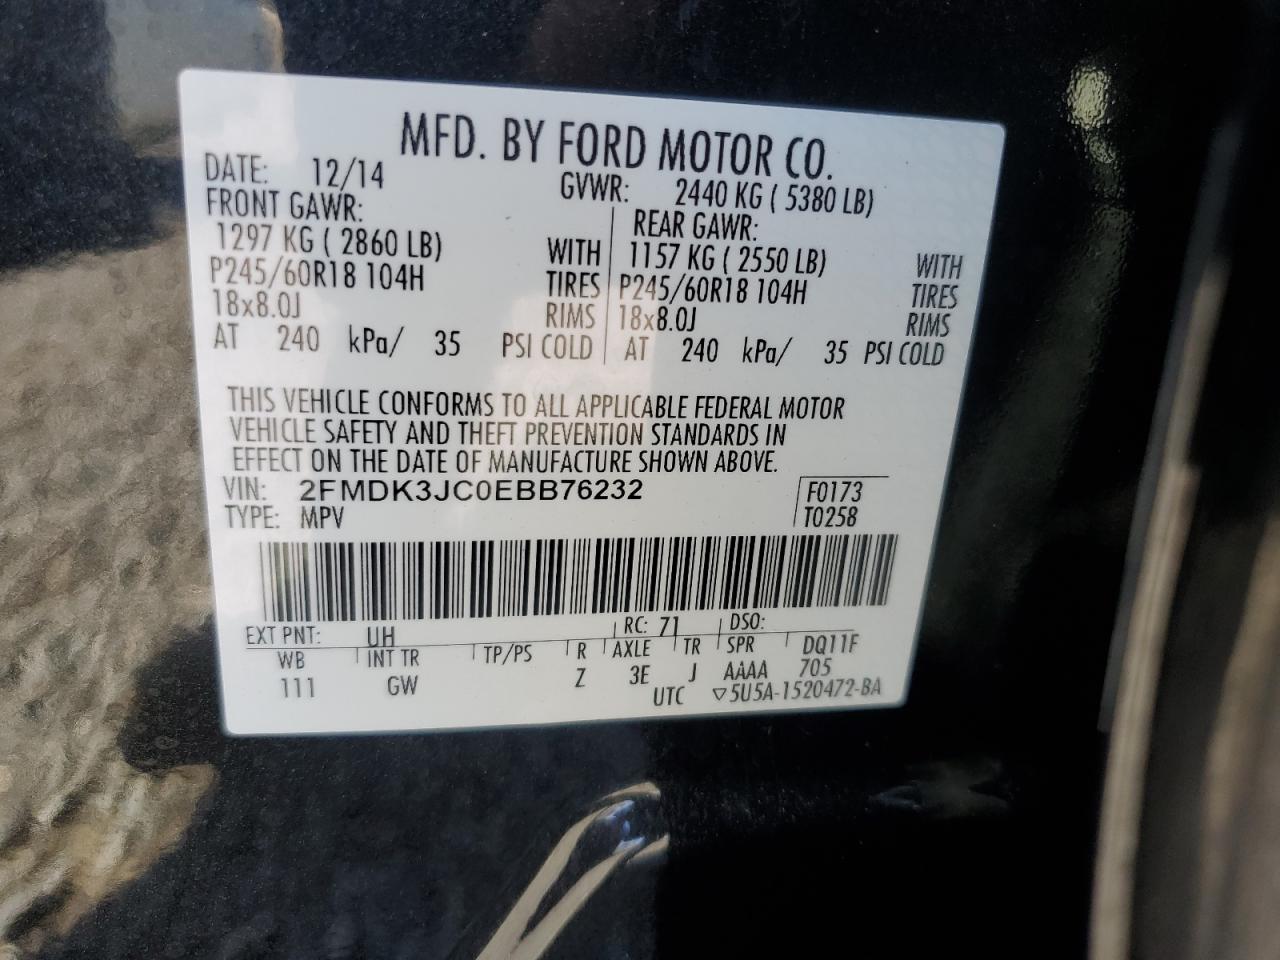 MFD. BY FORD MOTOR CO.
DATE: 12/14 GVWR: 2440 KG ( 5380 LB)
FRONT GAWR: REAR GAWR:
1297 KG ( 2860 LB) WITH 1157 KG ( 2550 LB) WITH
P245/60R18 104H TIRES P245/60R18 104H TIRES
18x8.0J RIMS 18x8.0J RIMS
AT 240 kPa/ 35 PSI COLD AT 240 kPa/ 35 PSI COLD
THIS VEHICLE CONFORMS TO ALL APPLICABLE FEDERAL MOTOR
VEHICLE SAFETY AND THEFT PREVENTION STANDARDS IN
EFFECT ON THE DATE OF MANUFACTURE SHOWN ABOVE.
VIN: 2FMDK3JC0EBB76232 F0173
TYPE: MPV T0258
EXT PNT: UH RC: 71 DSO:
WB INT TR TP/PS R AXLE TR SPR DQ11F
111 GW Z 3E J AAAA 705
UTC ▽5U5A-1520472-BA